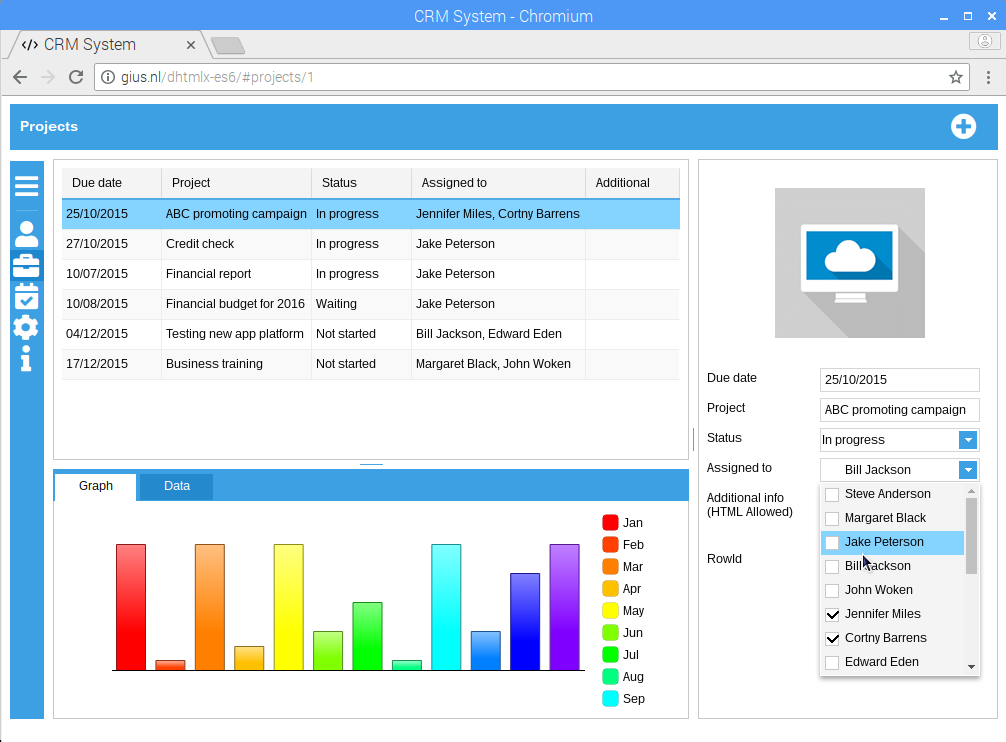 CRM System - Chromium
CRM System
gius.nl/dhtmlx-es6/#projects/1
Projects
Due date Project Status Assigned to Additional
25/10/2015 ABC promoting campaign In progress Jennifer Miles, Cortny Barrens
27/10/2015 Credit check In progress Jake Peterson
10/07/2015 Financial report In progress Jake Peterson
10/08/2015 Financial budget for 2016 Waiting Jake Peterson
04/12/2015 Testing new app platform Not started Bill Jackson, Edward Eden
17/12/2015 Business training Not started Margaret Black, John Woken
Graph Data
Jan
Feb
Mar
Apr
May
Jun
Jul
Aug
Sep
Due date 25/10/2015
Project ABC promoting campaign
Status In progress
Assigned to Bill Jackson
Additional info
(HTML Allowed)
RowId
Steve Anderson
Margaret Black
Jake Peterson
Bill Jackson
John Woken
Jennifer Miles
Cortny Barrens
Edward Eden